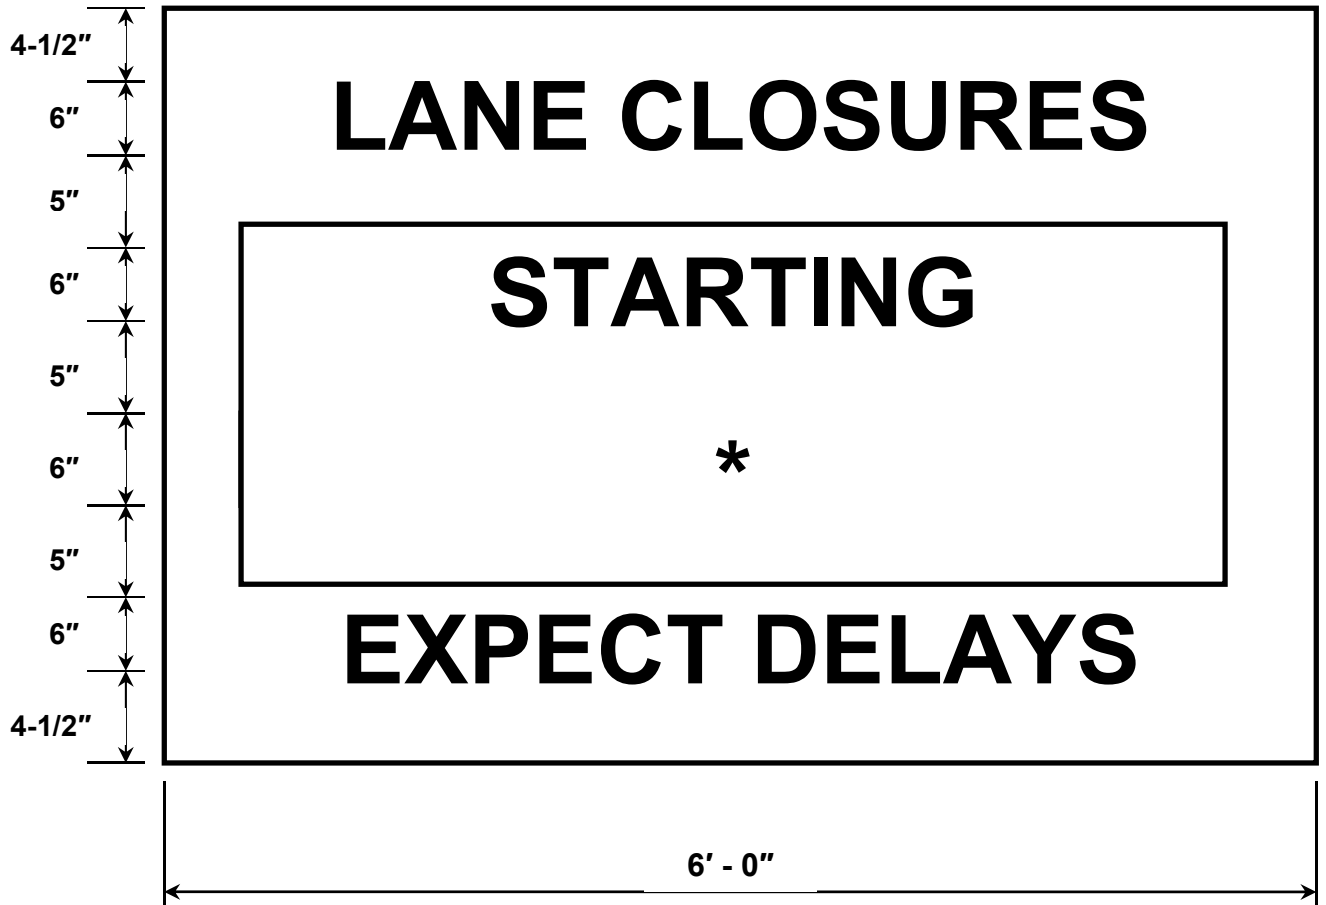 4-1/2″
LANE CLOSURES
6″
5″
STARTING
6″
5″
*
6″
5″
EXPECT DELAYS
6″
4-1/2″
6′ - 0″